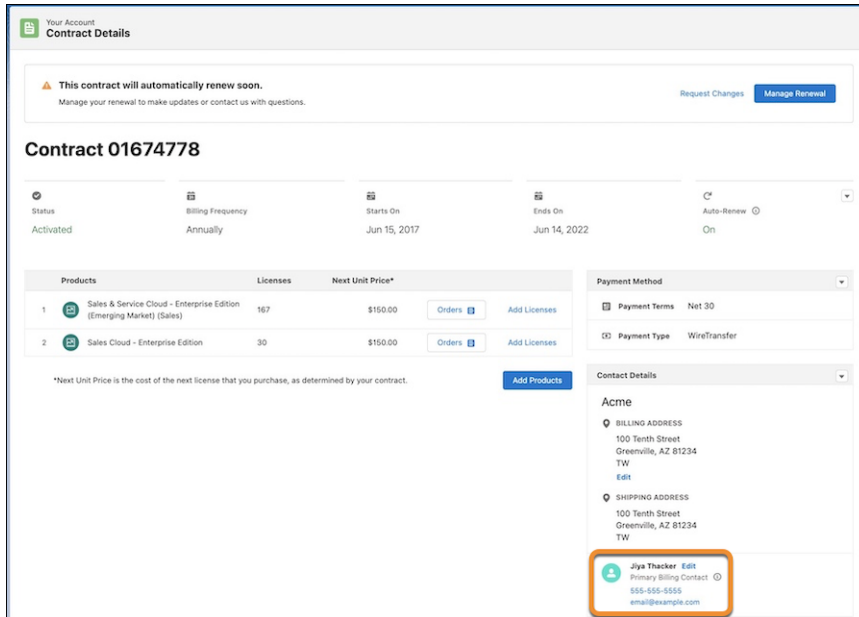 Your Account
Contract Details
This contract will automatically renew soon.
Manage your renewal to make updates or contact us with questions.
Request Changes
Manage Renewal
Contract 01674778
Status
Activated
Billing Frequency
Annually
Starts On
Jun 15, 2017
Ends On
Jun 14, 2022
Auto-Renew
On
Products Licenses Next Unit Price*
1 Sales & Service Cloud - Enterprise Edition
(Emerging Market) (Sales) 167 $150.00 Orders Add Licenses
2 Sales Cloud - Enterprise Edition 30 $150.00 Orders Add Licenses
*Next Unit Price is the cost of the next license that you purchase, as determined by your contract.
Add Products
Payment Method
Payment Terms Net 30
Payment Type WireTransfer
Contact Details
Acme
BILLING ADDRESS
100 Tenth Street
Greenville, AZ 81234
TW
Edit
SHIPPING ADDRESS
100 Tenth Street
Greenville, AZ 81234
TW
Jiya Thacker Edit
Primary Billing Contact
555-555-5555
email@example.com